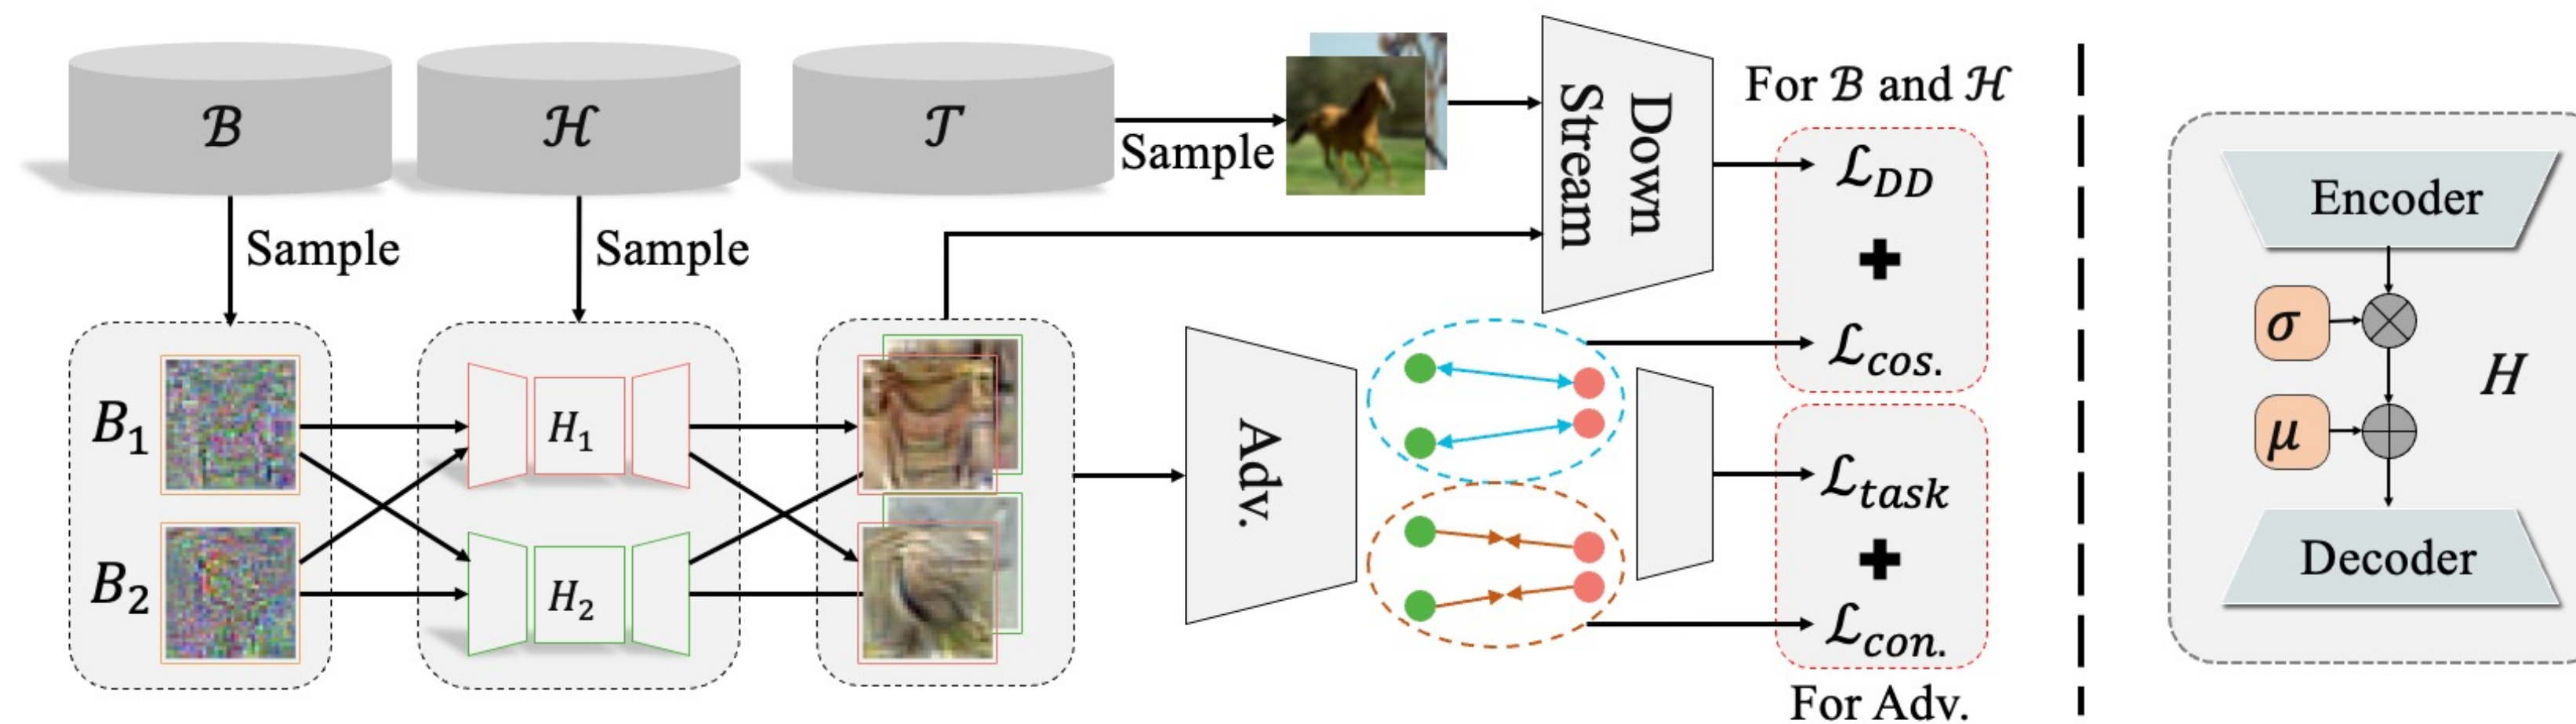 ℬ
ℋ
𝒯
Sample
Sample
Sample
Down
Stream
For ℬ and ℋ
ℒ_DD
+
ℒ_cos.
B₁
B₂
H₁
H₂
Adv.
ℒ_task
+
ℒ_con.
For Adv.
Encoder
σ
μ
H
Decoder